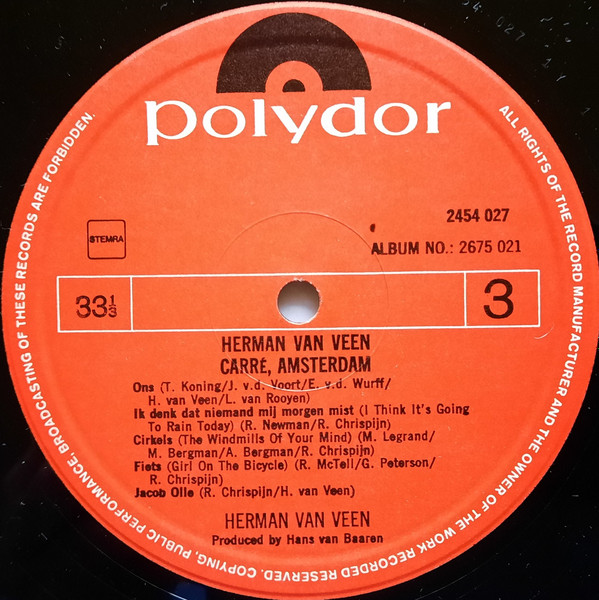 polydor
2454 027
STEMRA
ALBUM NO.: 2675 021
33⅓
3
HERMAN VAN VEEN
CARRÉ, AMSTERDAM
Ons (T. Koning/J. v.d. Voort/E. v.d. Wurff/
H. van Veen/L. van Rooyen)
Ik denk dat niemand mij morgen mist (I Think It's Going
To Rain Today) (R. Newman/R. Chrispijn)
Cirkels (The Windmills Of Your Mind) (M. Legrand/
M. Bergman/A. Bergman/R. Chrispijn)
Fiets (Girl On The Bicycle) (R. McTell/G. Peterson/
R. Chrispijn)
Jacob Olle (R. Chrispijn/H. van Veen)
HERMAN VAN VEEN
Produced by Hans van Baaren
ALL RIGHTS OF THE RECORD MANUFACTURER AND THE OWNER OF THE WORK RECORDED RESERVED. COPYING, PUBLIC PERFORMANCE, BROADCASTING OF THESE RECORDS ARE FORBIDDEN.